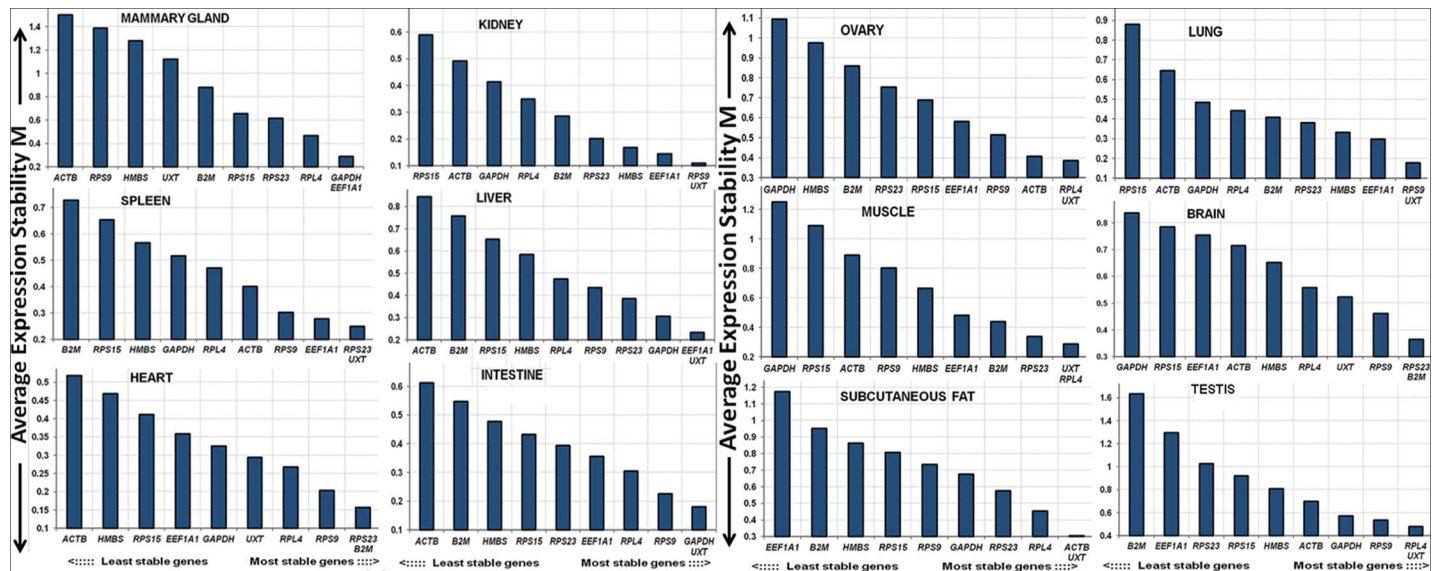 Average Expression Stability M
MAMMARY GLAND
1.4
1.2
1
0.8
0.6
0.4
0.2
ACTB RPS9 HMBS UXT B2M RPS15 RPS23 RPL4 GAPDH
EEF1A1
KIDNEY
0.6
0.5
0.4
0.3
0.2
0.1
RPS15 ACTB GAPDH RPL4 B2M RPS23 HMBS EEF1A1 RPS9
UXT
SPLEEN
0.7
0.6
0.5
0.4
0.3
0.2
B2M RPS15 HMBS GAPDH RPL4 ACTB RPS9 EEF1A1 RPS23
UXT
LIVER
0.8
0.7
0.6
0.5
0.4
0.3
0.2
ACTB B2M RPS15 HMBS RPL4 RPS9 RPS23 GAPDH EEF1A1
UXT
HEART
0.5
0.45
0.4
0.35
0.3
0.25
0.2
0.15
0.1
ACTB HMBS RPS15 EEF1A1 GAPDH UXT RPL4 RPS9 RPS23
B2M
<::::: Least stable genes Most stable genes ::::>
INTESTINE
0.6
0.5
0.4
0.3
0.2
0.1
ACTB B2M HMBS RPS15 RPS23 EEF1A1 RPL4 RPS9 GAPDH
UXT
<::::: Least stable genes Most stable genes ::::>
Average Expression Stability M
OVARY
1.1
1
0.9
0.8
0.7
0.6
0.5
0.4
0.3
GAPDH HMBS B2M RPS23 RPS15 EEF1A1 RPS9 ACTB RPL4
UXT
LUNG
0.9
0.8
0.7
0.6
0.5
0.4
0.3
0.2
0.1
RPS15 ACTB GAPDH RPL4 B2M RPS23 HMBS EEF1A1 RPS9
UXT
MUSCLE
1.2
1
0.8
0.6
0.4
0.2
GAPDH RPS15 ACTB RPS9 HMBS EEF1A1 B2M RPS23 UXT
RPL4
BRAIN
0.8
0.7
0.6
0.5
0.4
0.3
GAPDH RPS15 EEF1A1 ACTB HMBS RPL4 UXT RPS9 RPS23
B2M
SUBCUTANEOUS FAT
1.2
1.1
1
0.9
0.8
0.7
0.6
0.5
0.4
0.3
EEF1A1 B2M HMBS RPS15 RPS9 GAPDH RPS23 RPL4 ACTB
UXT
<::::: Least stable genes Most stable genes ::::>
TESTIS
1.6
1.4
1.2
1
0.8
0.6
0.4
B2M EEF1A1 RPS23 RPS15 HMBS ACTB GAPDH RPS9 RPL4
UXT
<::::: Least stable genes Most stable genes ::::>